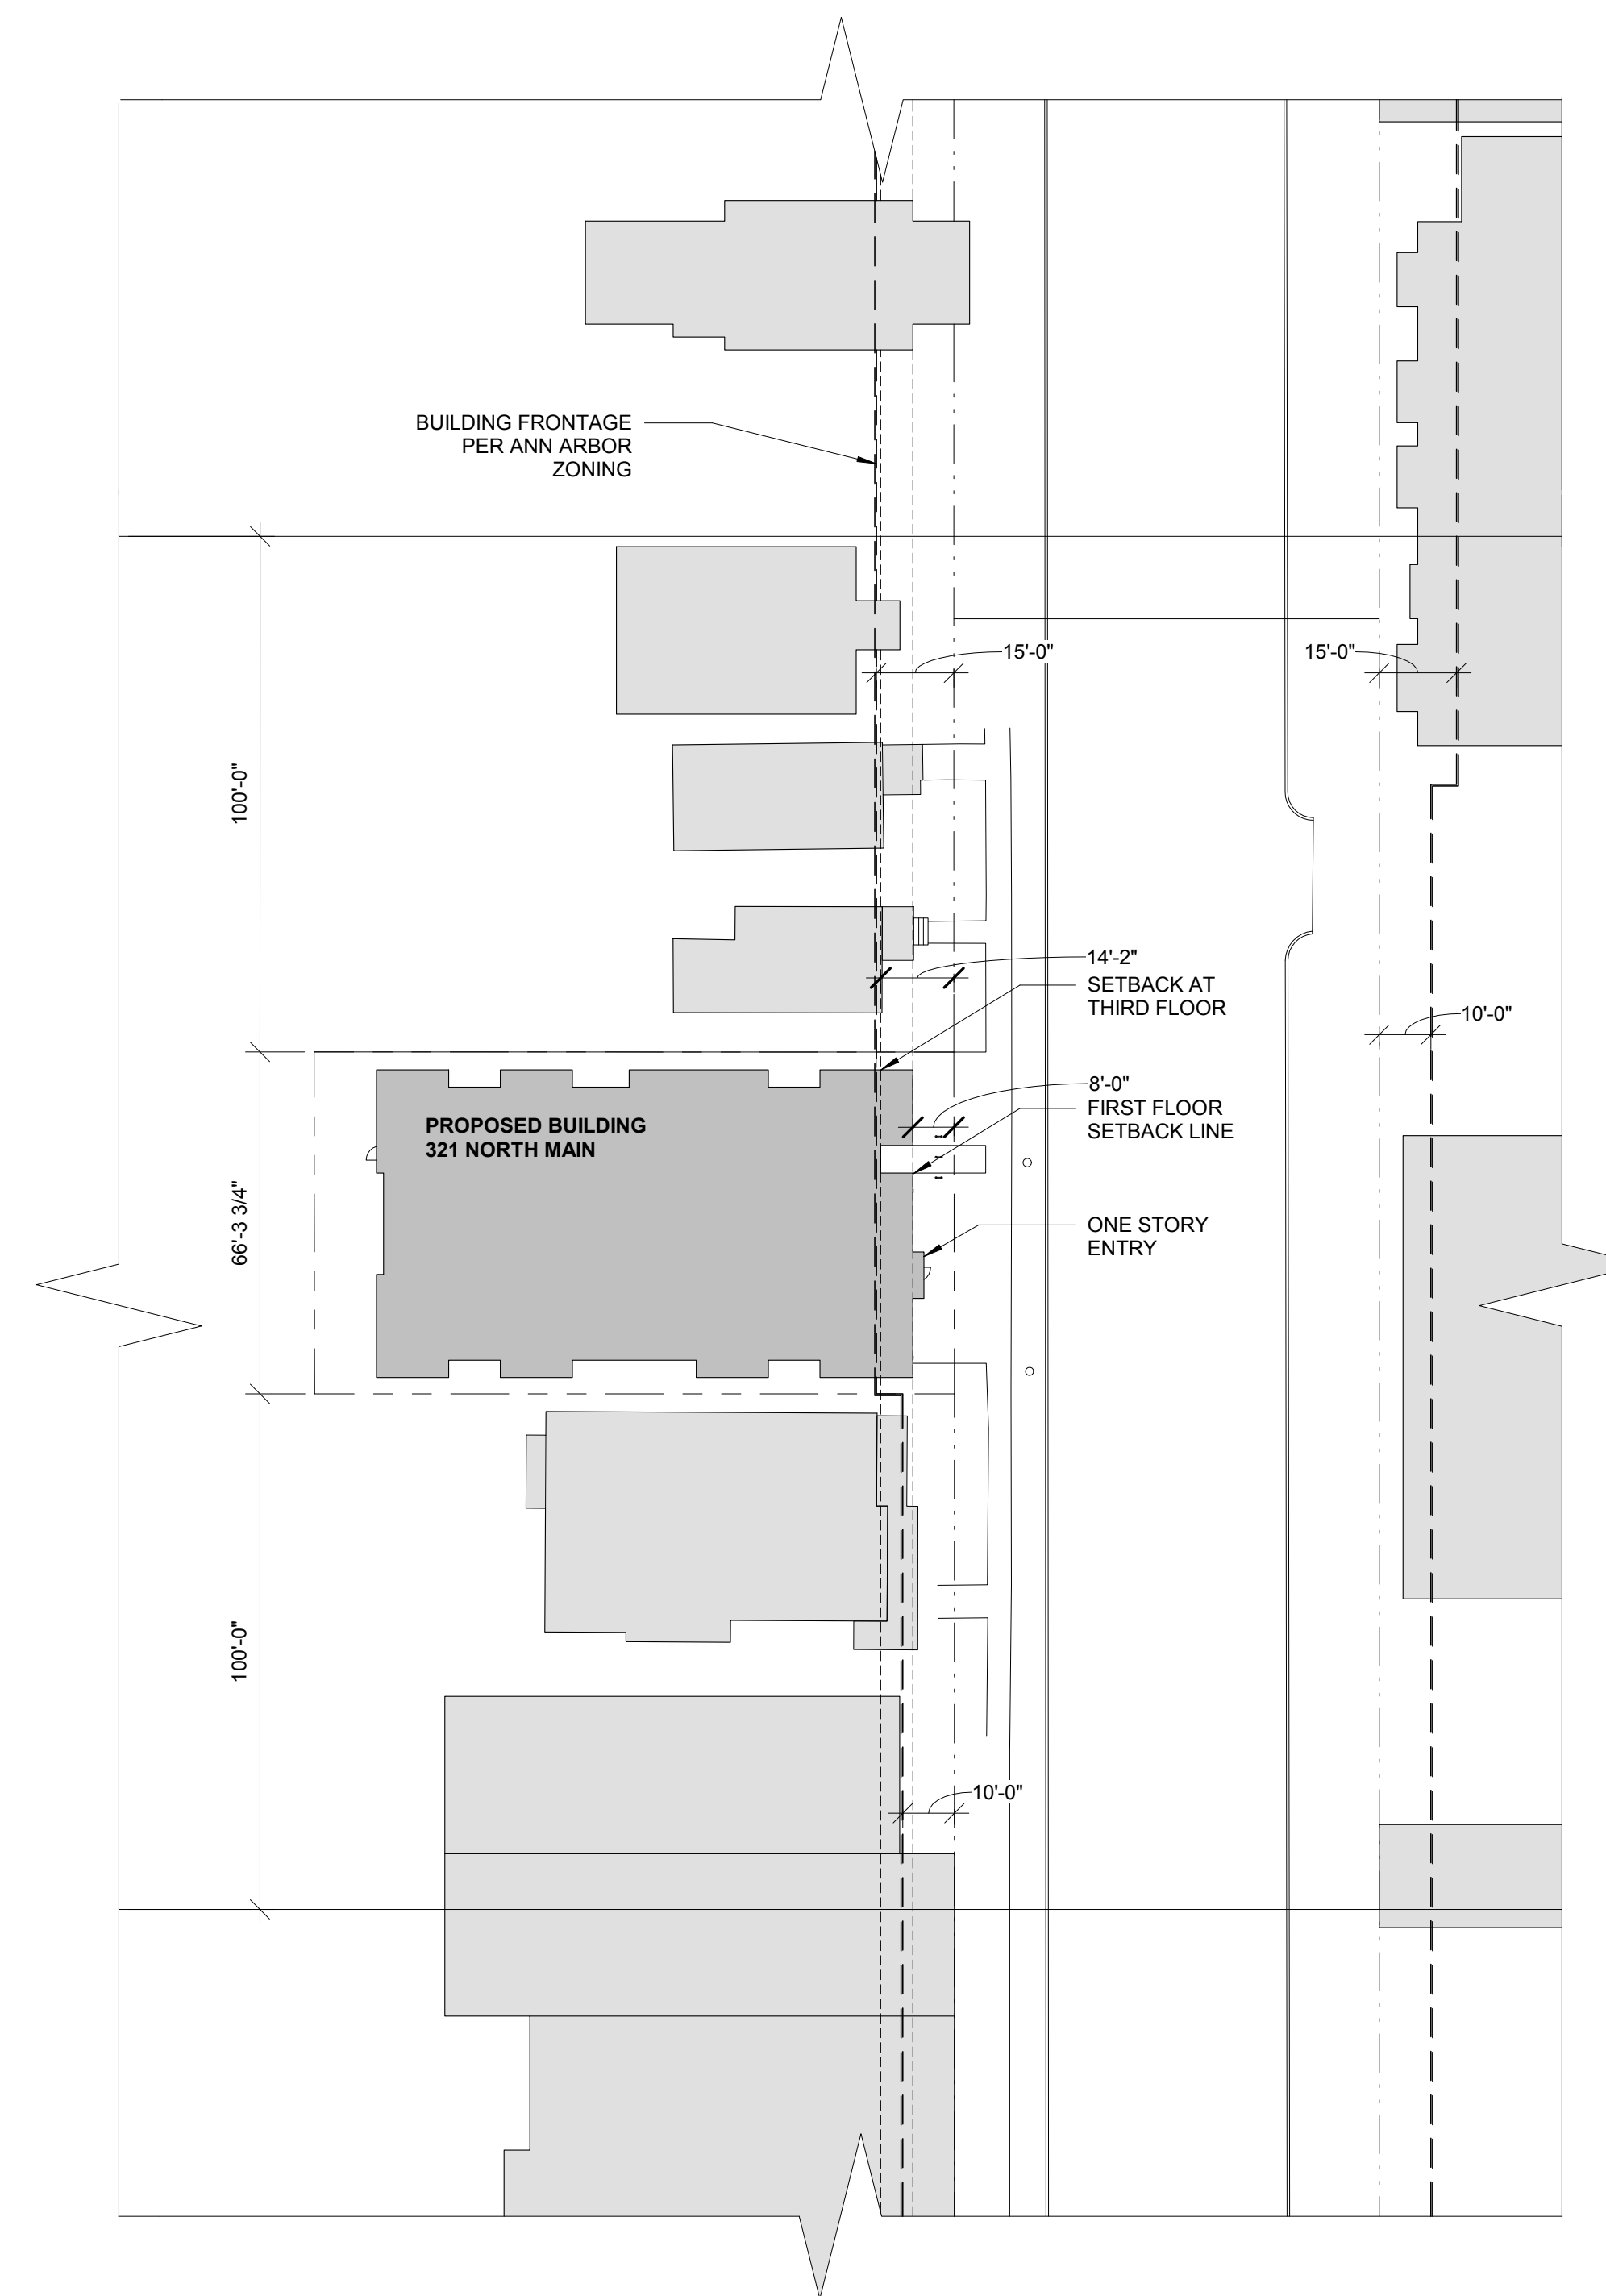 BUILDING FRONTAGE
PER ANN ARBOR
ZONING
15'-0"
15'-0"
100'-0"
14'-2"
SETBACK AT
THIRD FLOOR
10'-0"
8'-0"
FIRST FLOOR
SETBACK LINE
PROPOSED BUILDING
321 NORTH MAIN
66'-3 3/4"
ONE STORY
ENTRY
100'-0"
10'-0"